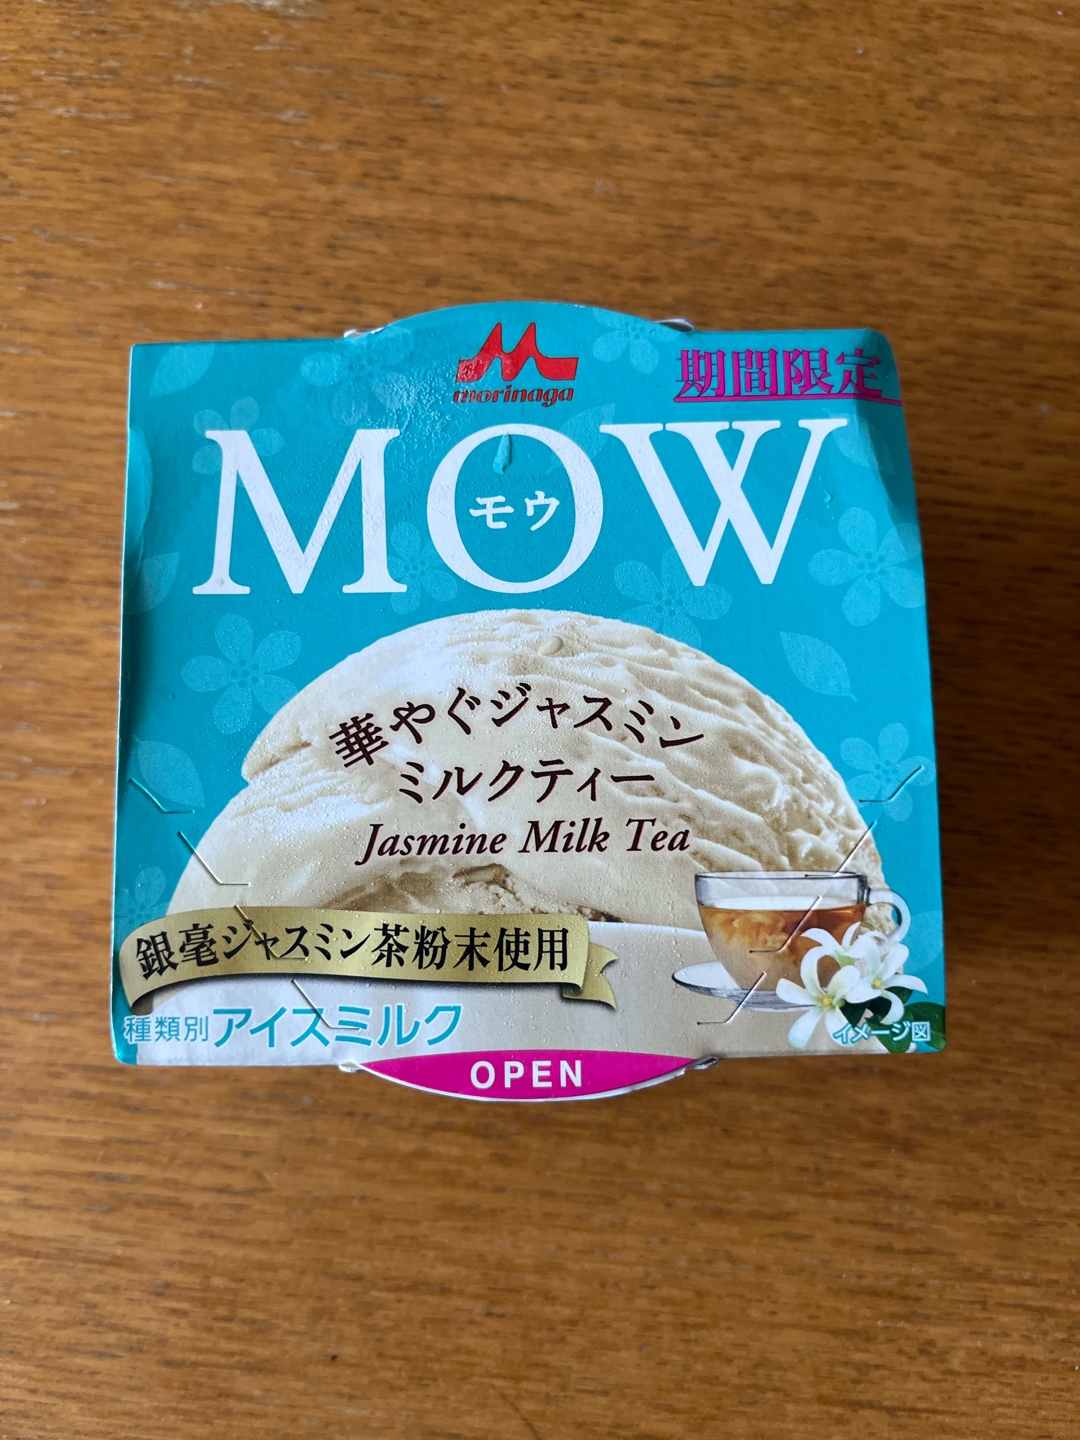 morinaga
期間限定
MOW
モウ
華やぐジャスミン
ミルクティー
Jasmine Milk Tea
銀毫ジャスミン茶粉末使用
種類別アイスミルク
イメージ図
OPEN